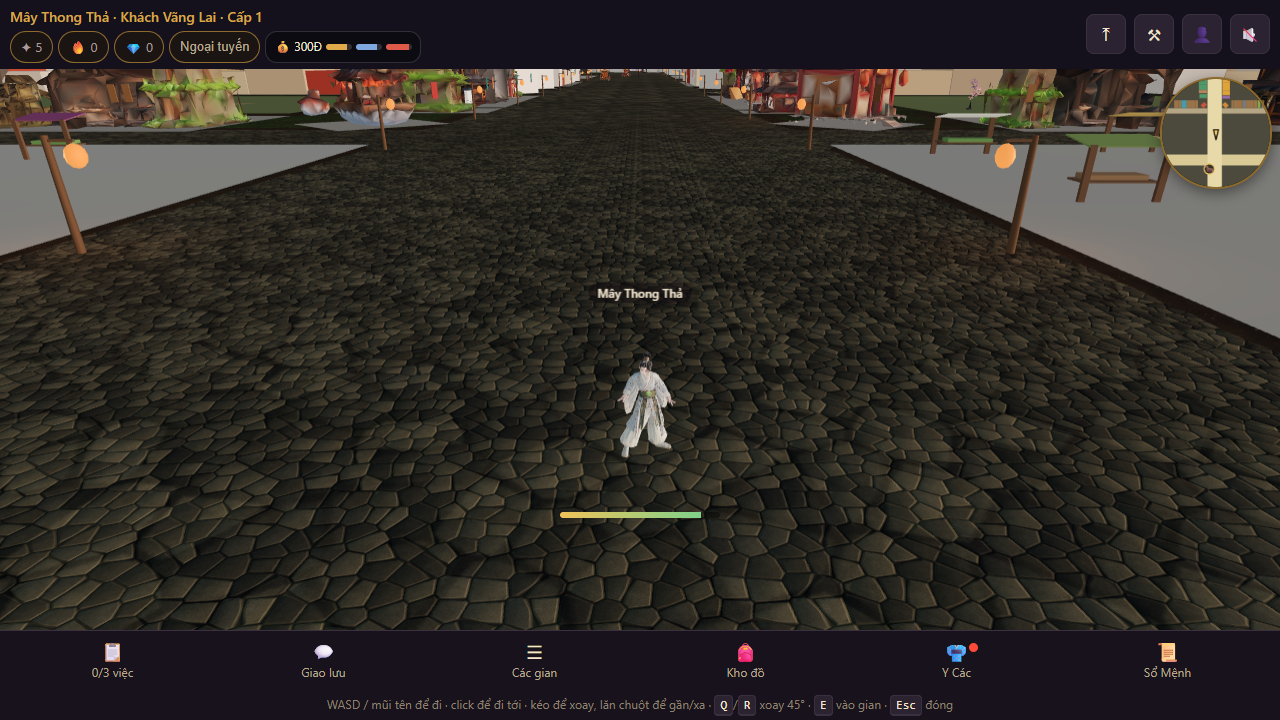 Mây Thong Thả · Khách Vãng Lai · Cấp 1
5
0
0
Ngoại tuyến
300Đ
Mây Thong Thả
0/3 việc
Giao lưu
Các gian
Kho đồ
Y Các
Sổ Mệnh
WASD / mũi tên để đi · click để đi tới · kéo để xoay, lăn chuột để gần/xa · Q/R xoay 45° · E vào gian · Esc đóng